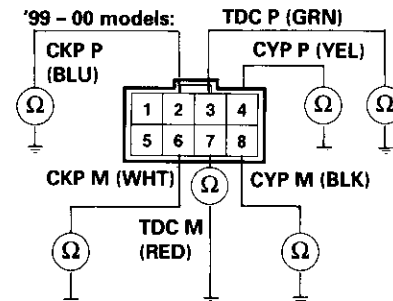 '99 – 00 models:
TDC P (GRN)
CKP P
(BLU)
CYP P (YEL)
Ω
Ω
Ω
1 2 3 4
5 6 7 8
CKP M (WHT)
Ω
CYP M (BLK)
TDC M
(RED)
Ω
Ω